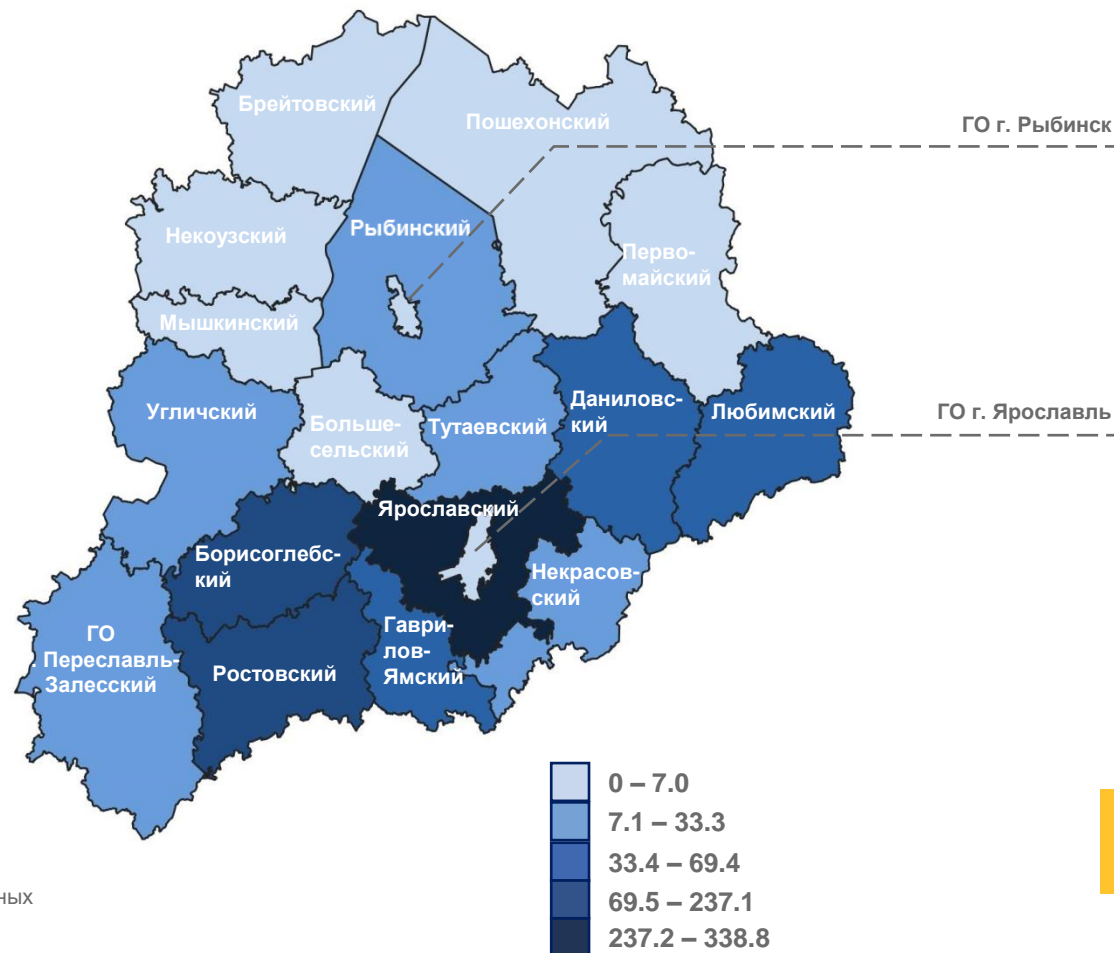 Брейтовский
Пошехонский
ГО г. Рыбинск
Некоузский
Рыбинский
Перво-
майский
Мышкинский
Угличский
Больше-
сельский
Тутаевский
Даниловс-
кий
Любимский
ГО г. Ярославль
Ярославский
Борисоглебс-
кий
Некрасов-
ский
ГО
. Переславль-
Залесский
Ростовский
Гаври-
лов-
Ямский
0 – 7.0
7.1 – 33.3
33.4 – 69.4
69.5 – 237.1
237.2 – 338.8
ных